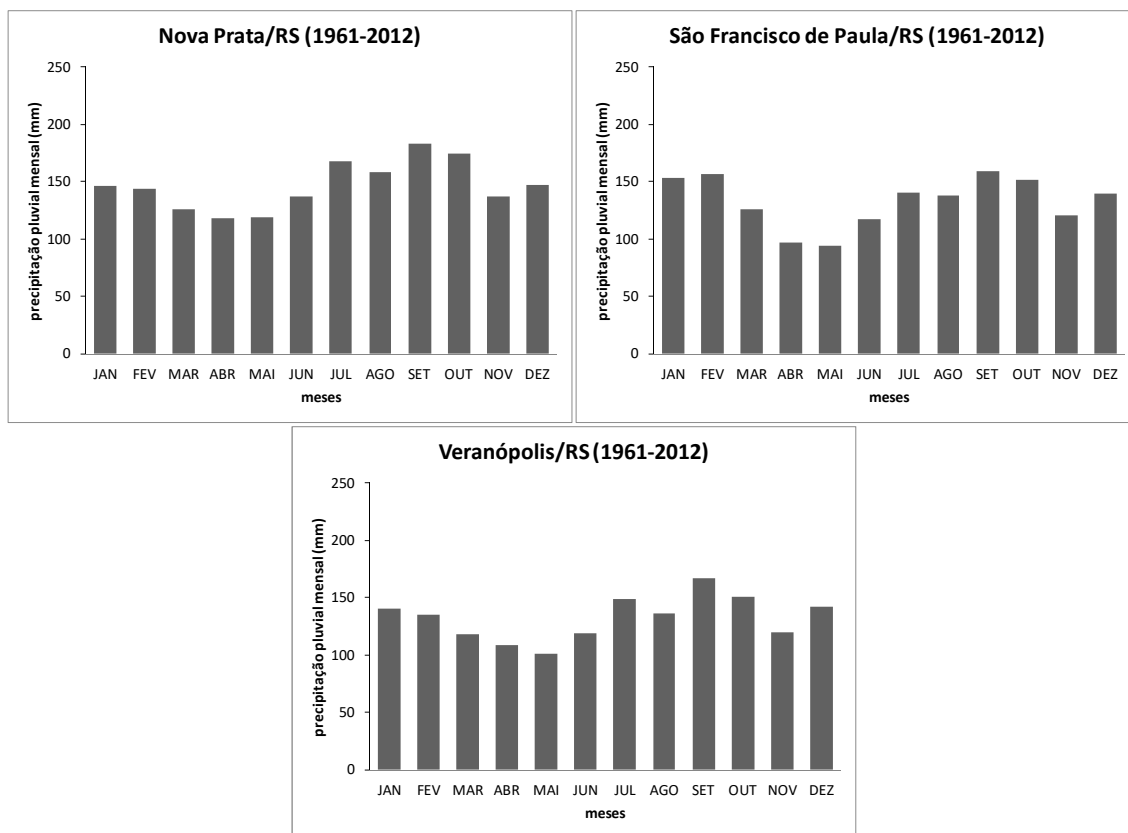 Nova Prata/RS (1961-2012)
precipitação pluvial mensal (mm)
250
200
150
100
50
0
JAN FEV MAR ABR MAI JUN JUL AGO SET OUT NOV DEZ
meses
São Francisco de Paula/RS (1961-2012)
precipitação pluvial mensal (mm)
250
200
150
100
50
0
JAN FEV MAR ABR MAI JUN JUL AGO SET OUT NOV DEZ
meses
Veranópolis/RS (1961-2012)
precipitação pluvial mensal (mm)
250
200
150
100
50
0
JAN FEV MAR ABR MAI JUN JUL AGO SET OUT NOV DEZ
meses